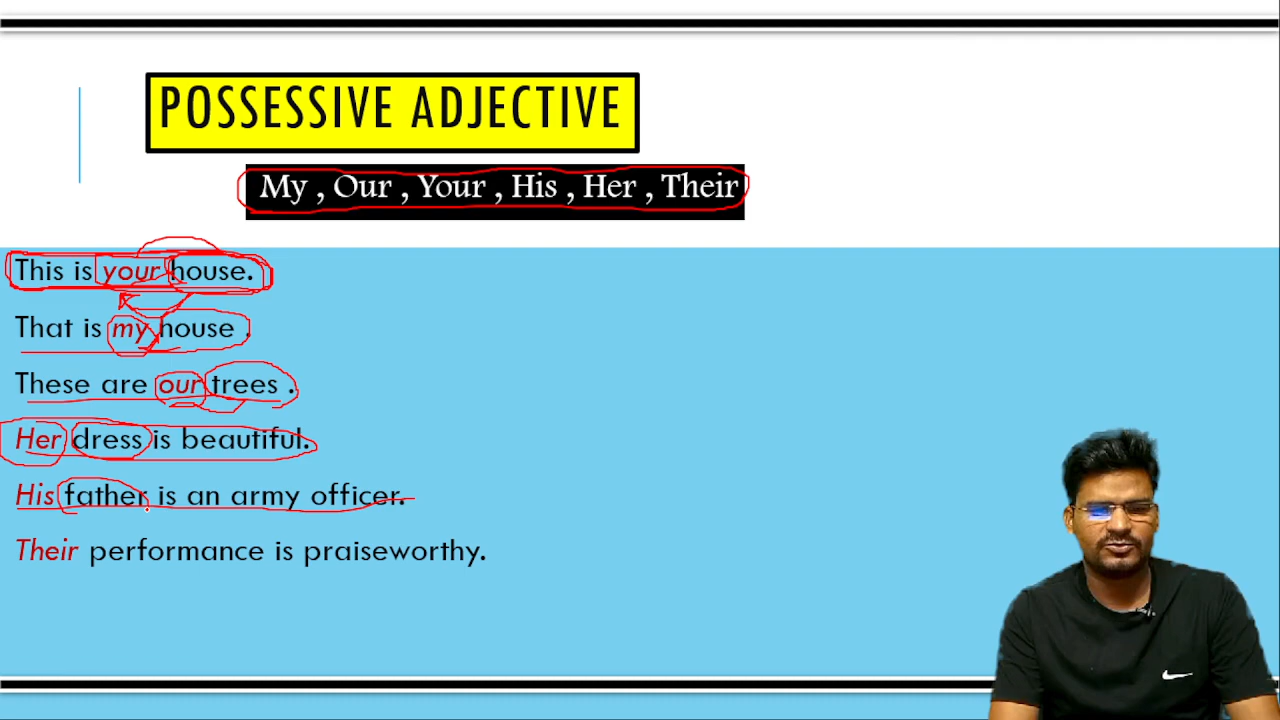 POSSESSIVE ADJECTIVE
My , Our , Your , His , Her , Their
This is your house.
That is my house .
These are our trees .
Her dress is beautiful.
His father is an army officer.
Their performance is praiseworthy.